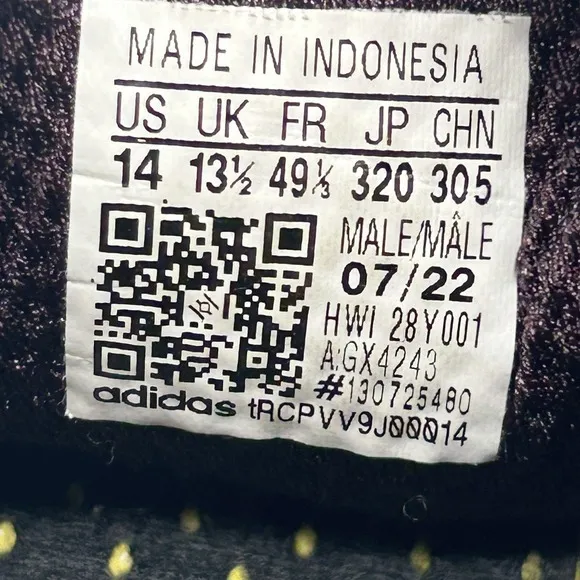 MADE IN INDONESIA
US UK FR JP CHN
14 13½ 49⅓ 320 305
MALE/MÂLE
07/22
HWI 28Y001
A:GX4243
#130725480
adidas tRCPVV9J00014